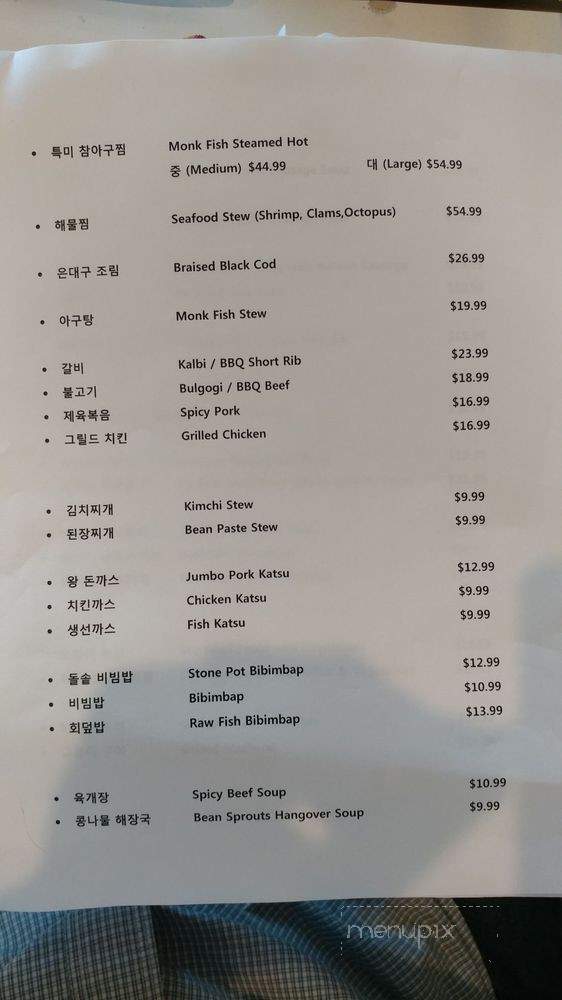 • 특미 참아구찜 Monk Fish Steamed Hot
중 (Medium) $44.99 대 (Large) $54.99
• 해물찜 Seafood Stew (Shrimp, Clams,Octopus) $54.99
• 은대구 조림 Braised Black Cod $26.99
• 아구탕 Monk Fish Stew $19.99
• 갈비 Kalbi / BBQ Short Rib $23.99
• 불고기 Bulgogi / BBQ Beef $18.99
• 제육복음 Spicy Pork $16.99
• 그릴드 치킨 Grilled Chicken $16.99
• 김치찌개 Kimchi Stew $9.99
• 된장찌개 Bean Paste Stew $9.99
• 왕 돈까스 Jumbo Pork Katsu $12.99
• 치킨까스 Chicken Katsu $9.99
• 생선까스 Fish Katsu $9.99
• 돌솥 비빔밥 Stone Pot Bibimbap $12.99
• 비빔밥 Bibimbap $10.99
• 회덮밥 Raw Fish Bibimbap $13.99
• 육개장 Spicy Beef Soup $10.99
• 콩나물 해장국 Bean Sprouts Hangover Soup $9.99
menupix